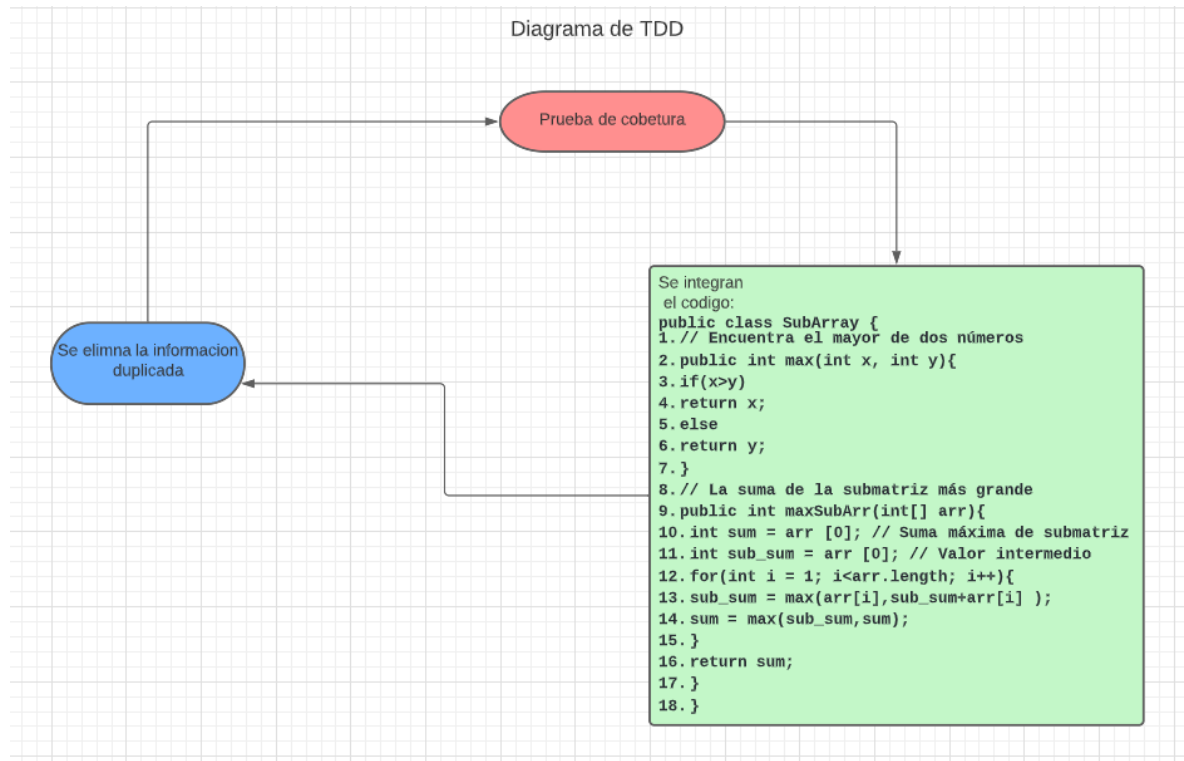 Diagrama de TDD
Prueba de cobetura
Se integran
el codigo:
public class SubArray {
1. // Encuentra el mayor de dos números
2. public int max(int x, int y){
3. if(x>y)
4. return x;
5. else
6. return y;
7. }
8. // La suma de la submatriz más grande
9. public int maxSubArr(int[] arr){
10. int sum = arr [0]; // Suma máxima de submatriz
11. int sub_sum = arr [0]; // Valor intermedio
12. for(int i = 1; i<arr.length; i++){
13. sub_sum = max(arr[i],sub_sum+arr[i] );
14. sum = max(sub_sum,sum);
15. }
16. return sum;
17. }
18. }
Se elimna la informacion
duplicada